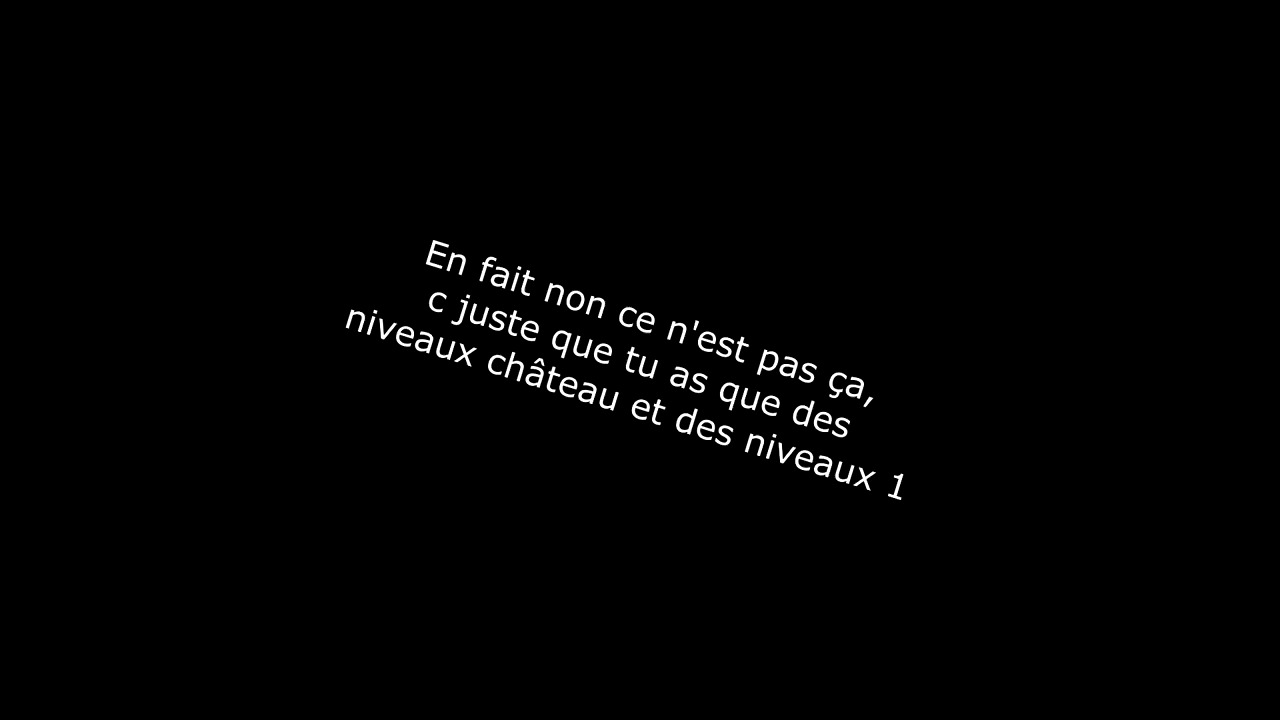 En fait non ce n'est pas ça,
c juste que tu as que des
niveaux château et des niveaux 1